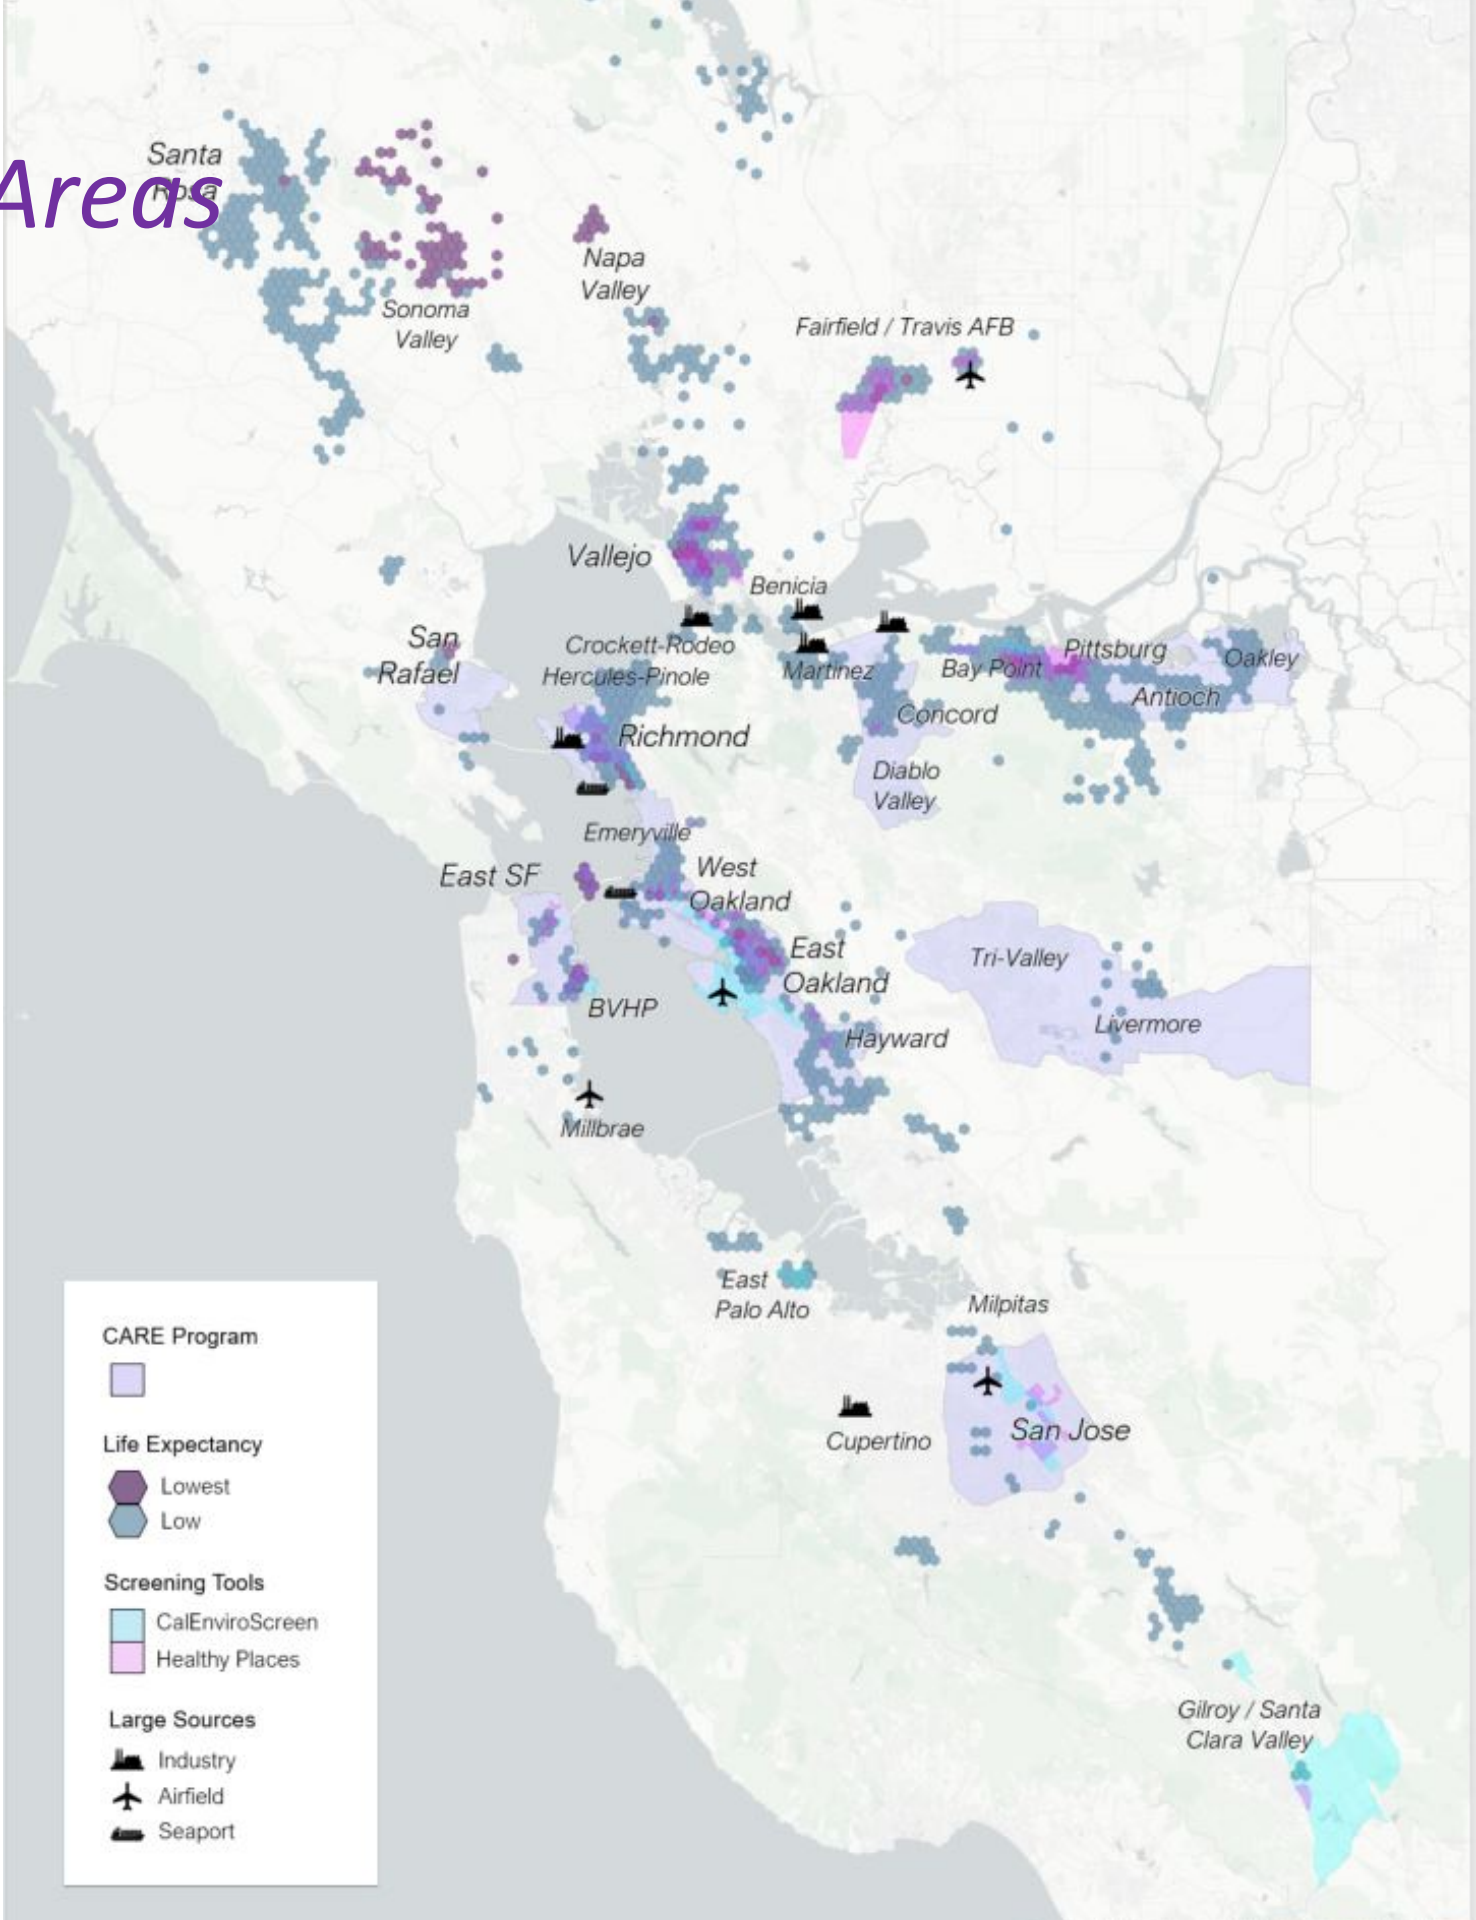 Areas
Santa
Rosa
Napa
Valley
Sonoma
Valley
Fairfield / Travis AFB
Vallejo
Benicia
San
Rafael
Crockett-Rodeo
Hercules-Pinole
Martinez
Bay Point
Pittsburg
Oakley
Antioch
Concord
Richmond
Diablo
Valley
Emeryville
East SF
West
Oakland
East
Oakland
Tri-Valley
BVHP
Livermore
Hayward
Millbrae
East
Palo Alto
Milpitas
San Jose
Cupertino
Gilroy / Santa
Clara Valley
CARE Program
Life Expectancy
Lowest
Low
Screening Tools
CalEnviroScreen
Healthy Places
Large Sources
Industry
Airfield
Seaport